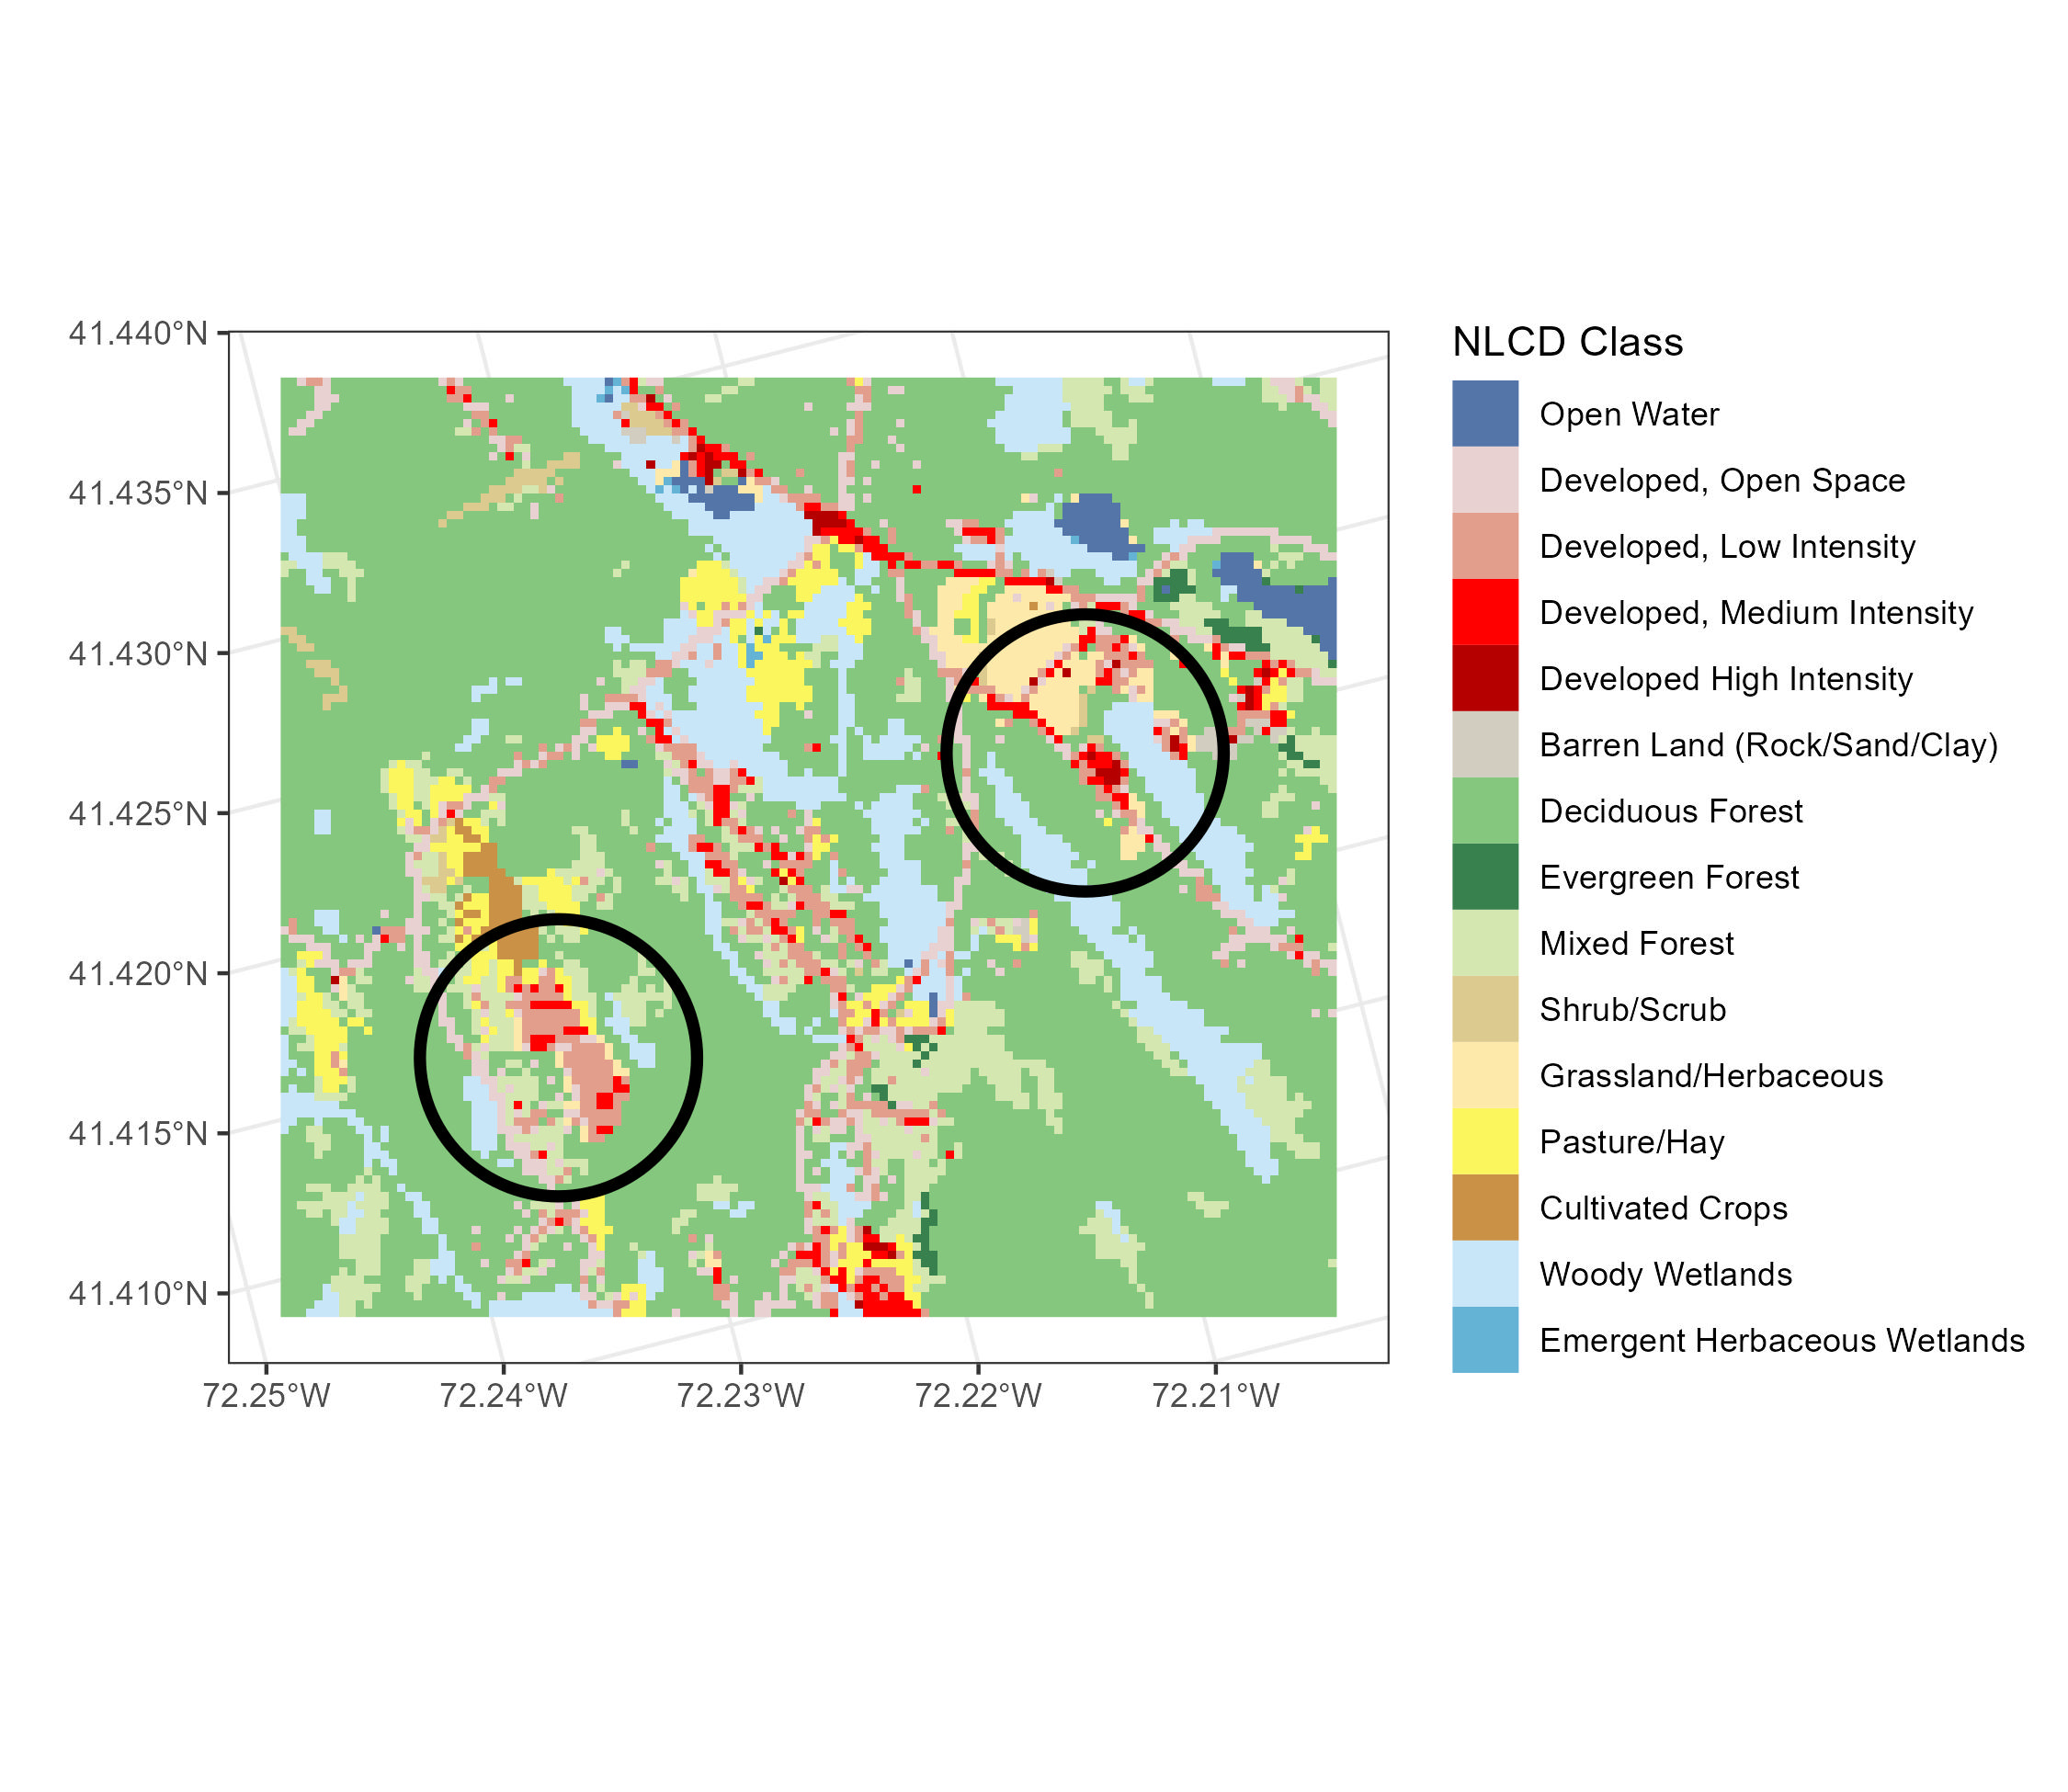 41.440°N
41.435°N
41.430°N
41.425°N
41.420°N
41.415°N
41.410°N
72.25°W
72.24°W
72.23°W
72.22°W
72.21°W
NLCD Class
Open Water
Developed, Open Space
Developed, Low Intensity
Developed, Medium Intensity
Developed High Intensity
Barren Land (Rock/Sand/Clay)
Deciduous Forest
Evergreen Forest
Mixed Forest
Shrub/Scrub
Grassland/Herbaceous
Pasture/Hay
Cultivated Crops
Woody Wetlands
Emergent Herbaceous Wetlands